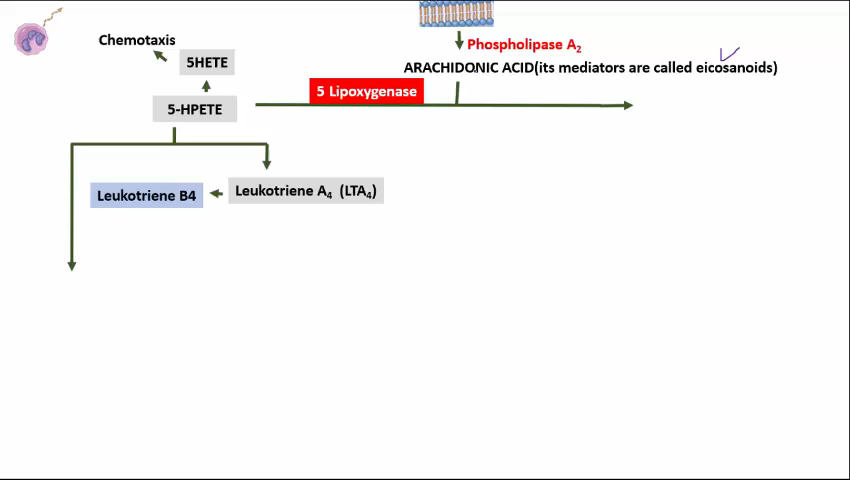 Phospholipase A₂
ARACHIDONIC ACID(its mediators are called eicosanoids)
Chemotaxis
5HETE
5 Lipoxygenase
5-HPETE
Leukotriene B4
Leukotriene A₄ (LTA₄)